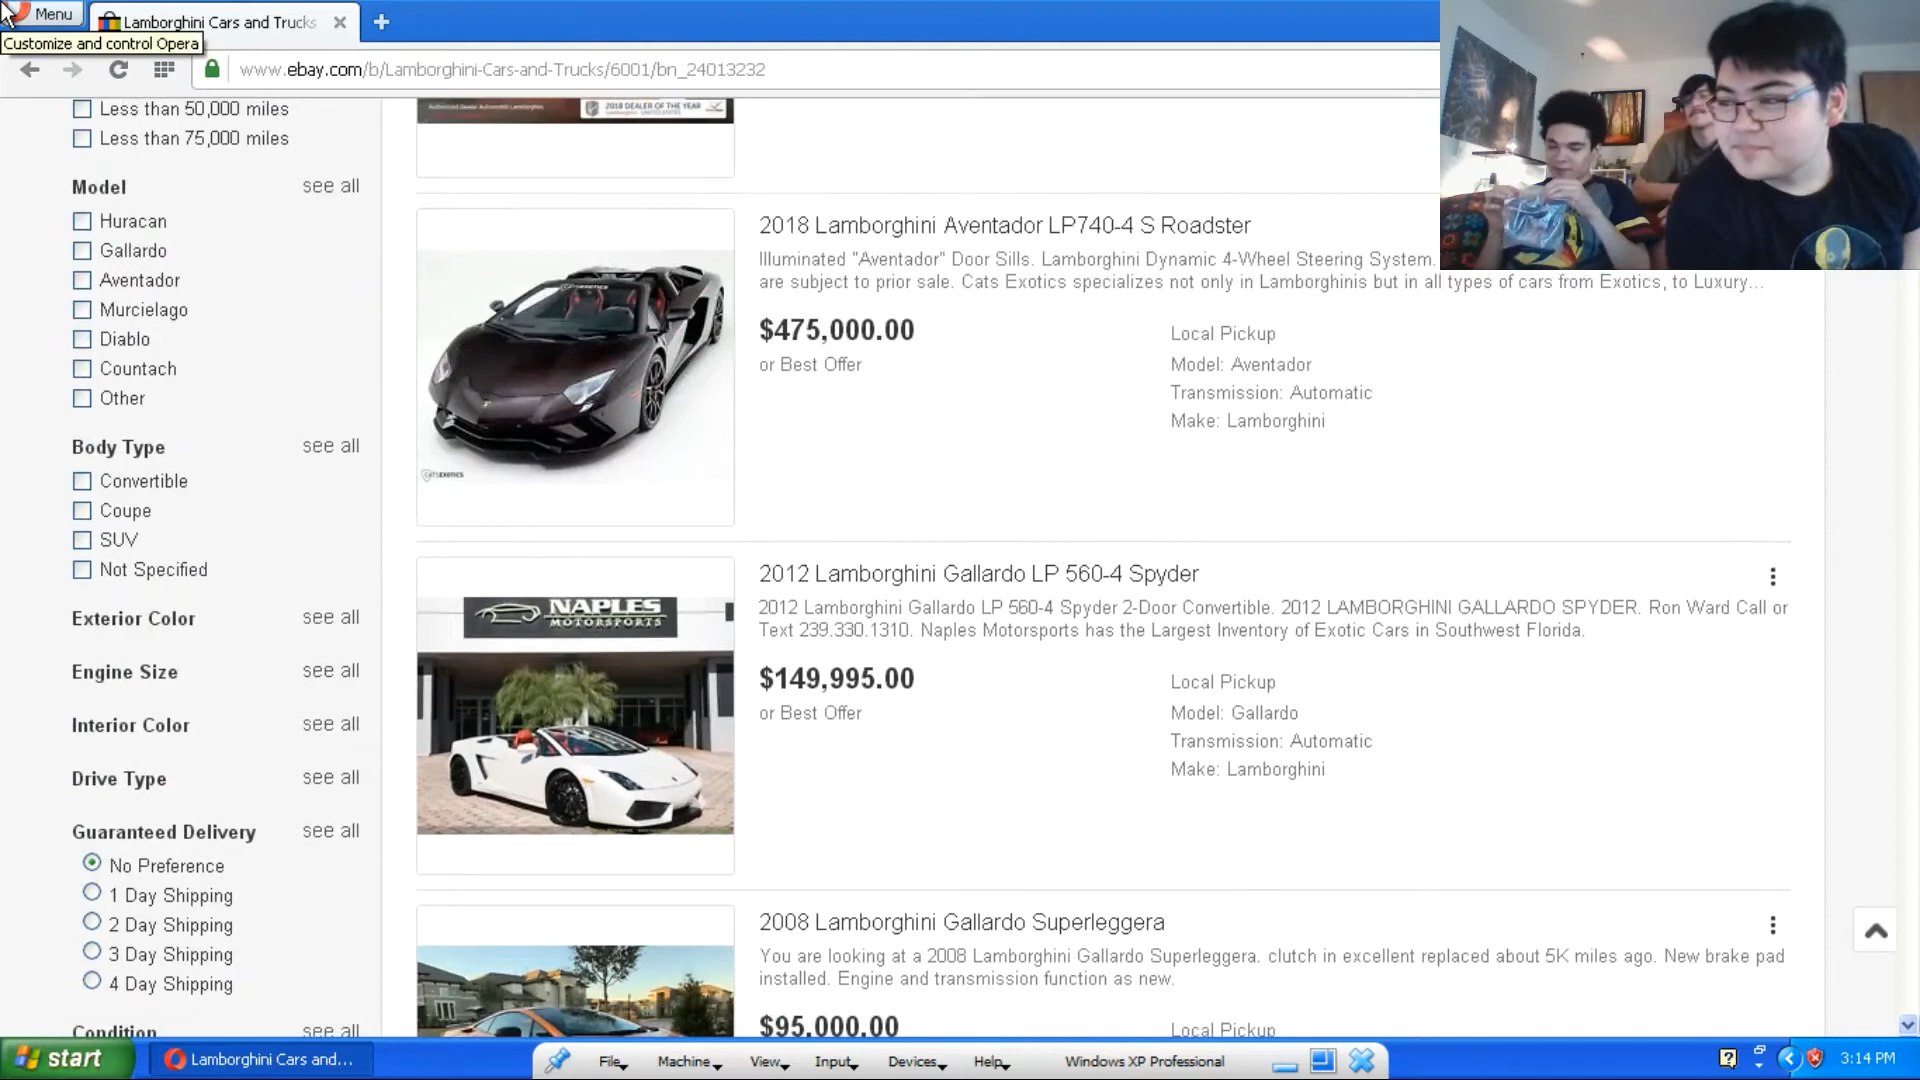 Menu
Lamborghini Cars and Trucks
Customize and control Opera
www.ebay.com/b/Lamborghini-Cars-and-Trucks/6001/bn_24013232
Less than 50,000 miles
Less than 75,000 miles
Model see all
Huracan
Gallardo
Aventador
Murcielago
Diablo
Countach
Other
Body Type see all
Convertible
Coupe
SUV
Not Specified
Exterior Color see all
Engine Size see all
Interior Color see all
Drive Type see all
Guaranteed Delivery see all
No Preference
1 Day Shipping
2 Day Shipping
3 Day Shipping
4 Day Shipping
Condition see all
2018 DEALER OF THE YEAR
2018 Lamborghini Aventador LP740-4 S Roadster
Illuminated "Aventador" Door Sills. Lamborghini Dynamic 4-Wheel Steering System.
are subject to prior sale. Cats Exotics specializes not only in Lamborghinis but in all types of cars from Exotics, to Luxury...
$475,000.00
or Best Offer
Local Pickup
Model: Aventador
Transmission: Automatic
Make: Lamborghini
CATS EXOTICS
NAPLES
MOTORSPORTS
2012 Lamborghini Gallardo LP 560-4 Spyder
2012 Lamborghini Gallardo LP 560-4 Spyder 2-Door Convertible. 2012 LAMBORGHINI GALLARDO SPYDER. Ron Ward Call or
Text 239.330.1310. Naples Motorsports has the Largest Inventory of Exotic Cars in Southwest Florida.
$149,995.00
or Best Offer
Local Pickup
Model: Gallardo
Transmission: Automatic
Make: Lamborghini
2008 Lamborghini Gallardo Superleggera
You are looking at a 2008 Lamborghini Gallardo Superleggera. clutch in excellent replaced about 5K miles ago. New brake pad
installed. Engine and transmission function as new.
$95,000.00
Local Pickup
start
Lamborghini Cars and...
File Machine View Input Devices Help Windows XP Professional
3:14 PM